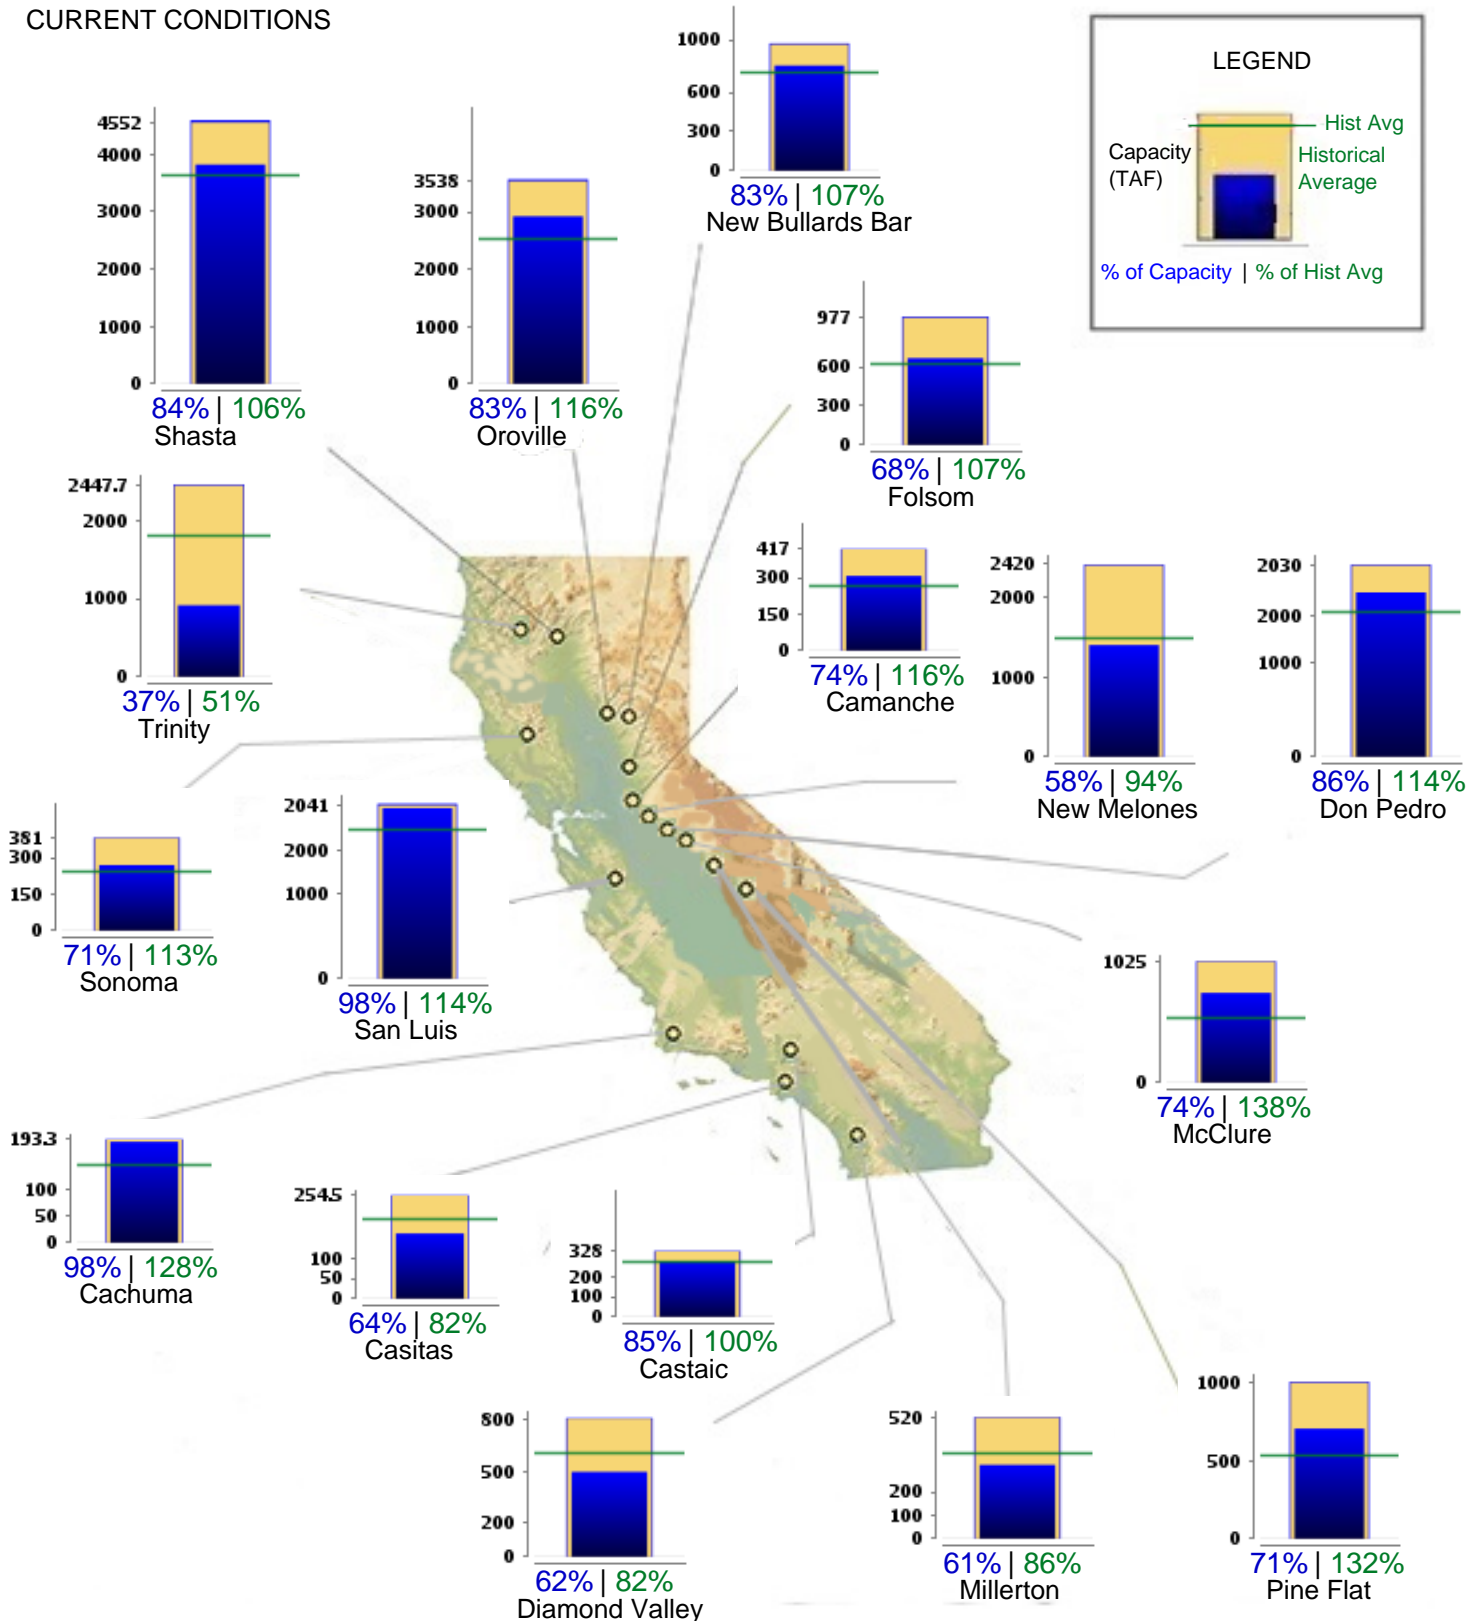 CURRENT CONDITIONS
LEGEND
Hist Avg
Capacity
(TAF)
Historical
Average
% of Capacity | % of Hist Avg
1000
600
300
0
83% | 107%
New Bullards Bar
4552
4000
3000
2000
1000
0
84% | 106%
Shasta
3538
3000
2000
1000
0
83% | 116%
Oroville
977
600
300
0
68% | 107%
Folsom
2447.7
2000
1000
0
37% | 51%
Trinity
417
300
150
0
74% | 116%
Camanche
2420
2000
1000
0
58% | 94%
New Melones
2030
2000
1000
0
86% | 114%
Don Pedro
381
300
150
0
71% | 113%
Sonoma
2041
2000
1000
0
98% | 114%
San Luis
1025
0
74% | 138%
McClure
193.3
100
50
0
98% | 128%
Cachuma
254.5
100
50
0
64% | 82%
Casitas
328
200
100
0
85% | 100%
Castaic
800
500
200
0
62% | 82%
Diamond Valley
520
200
100
0
61% | 86%
Millerton
1000
500
0
71% | 132%
Pine Flat